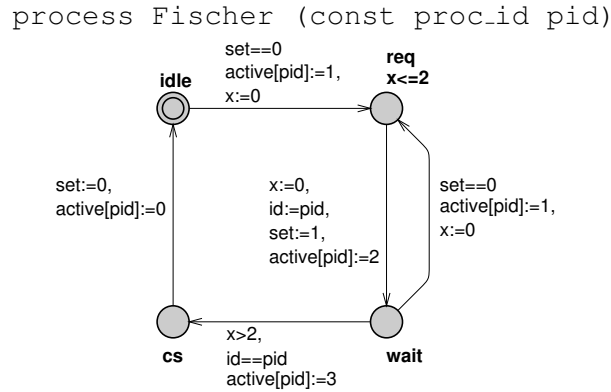 process Fischer (const proc_id pid)
set==0
active[pid]:=1,
x:=0
idle
req
x<=2
set:=0,
active[pid]:=0
x:=0,
id:=pid,
set:=1,
active[pid]:=2
set==0
active[pid]:=1,
x:=0
x>2,
id==pid
active[pid]:=3
cs
wait